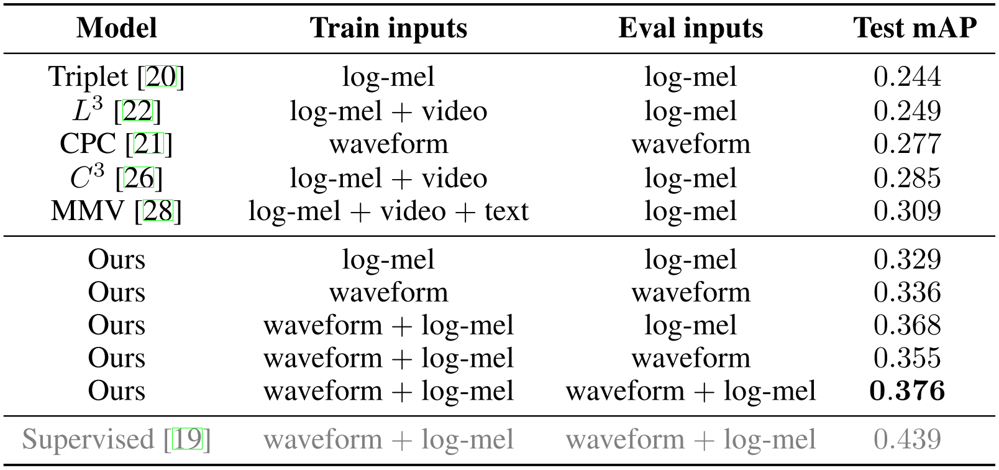 Model Train inputs Eval inputs Test mAP
Triplet [20] log-mel log-mel 0.244
L³ [22] log-mel + video log-mel 0.249
CPC [21] waveform waveform 0.277
C³ [26] log-mel + video log-mel 0.285
MMV [28] log-mel + video + text log-mel 0.309
Ours log-mel log-mel 0.329
Ours waveform waveform 0.336
Ours waveform + log-mel log-mel 0.368
Ours waveform + log-mel waveform 0.355
Ours waveform + log-mel waveform + log-mel 0.376
Supervised [19] waveform + log-mel waveform + log-mel 0.439